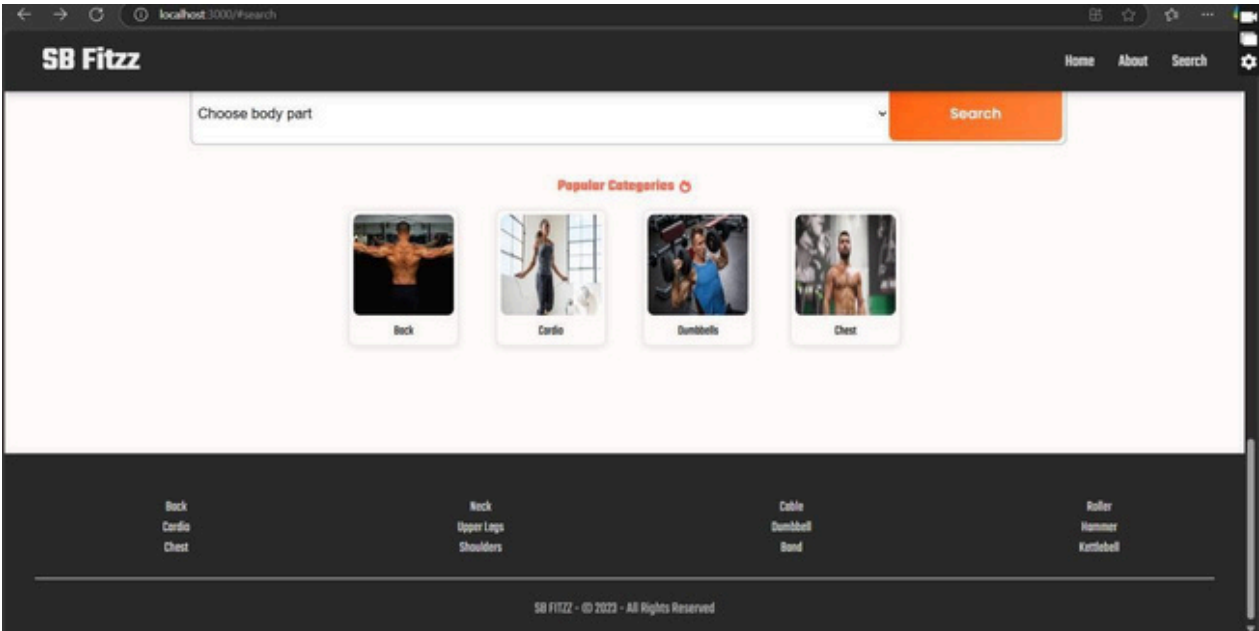 localhost:3000/#search
SB Fitzz
Home About Search
Choose body part
Search
Popular Categories
Back Cardio Dumbbells Chest
Back Neck Cable Roller
Cardio Upper Legs Dumbbell Hammer
Chest Shoulders Band Kettlebell
SB FITZZ - © 2023 - All Rights Reserved